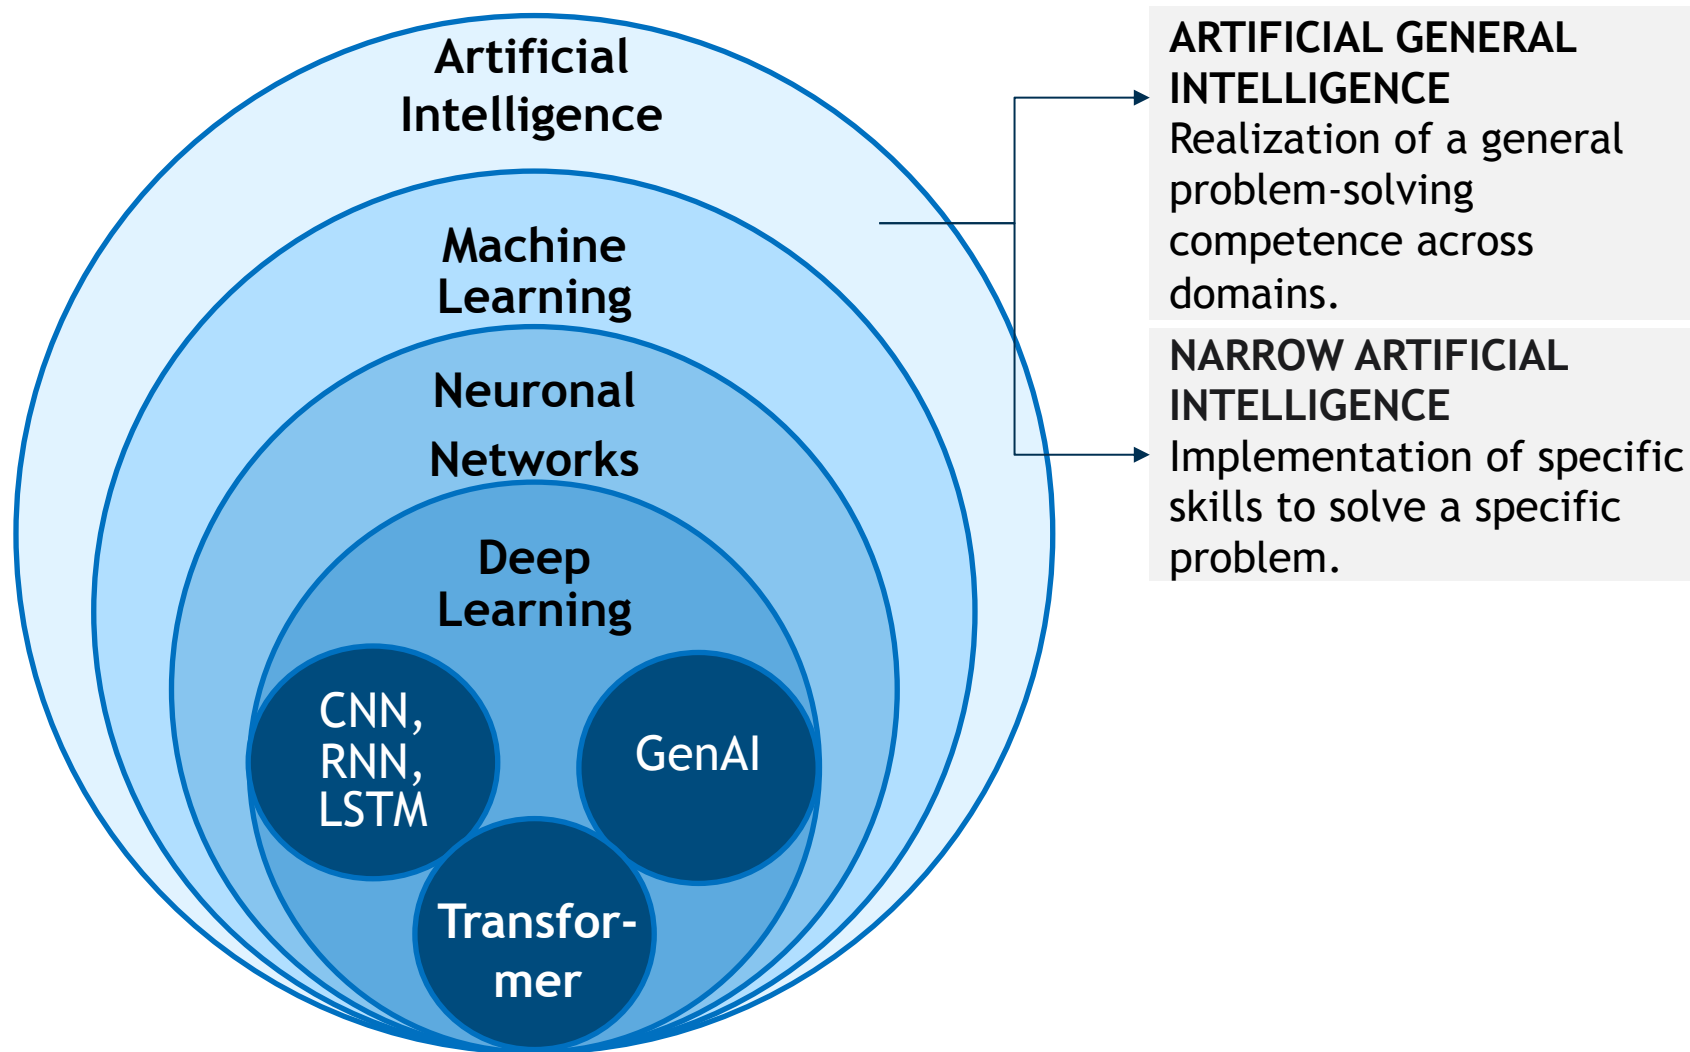 Artificial
Intelligence
Machine
Learning
Neuronal
Networks
Deep
Learning
CNN,
RNN,
LSTM
GenAI
Transfor-
mer
ARTIFICIAL GENERAL
INTELLIGENCE
Realization of a general
problem-solving
competence across
domains.
NARROW ARTIFICIAL
INTELLIGENCE
Implementation of specific
skills to solve a specific
problem.